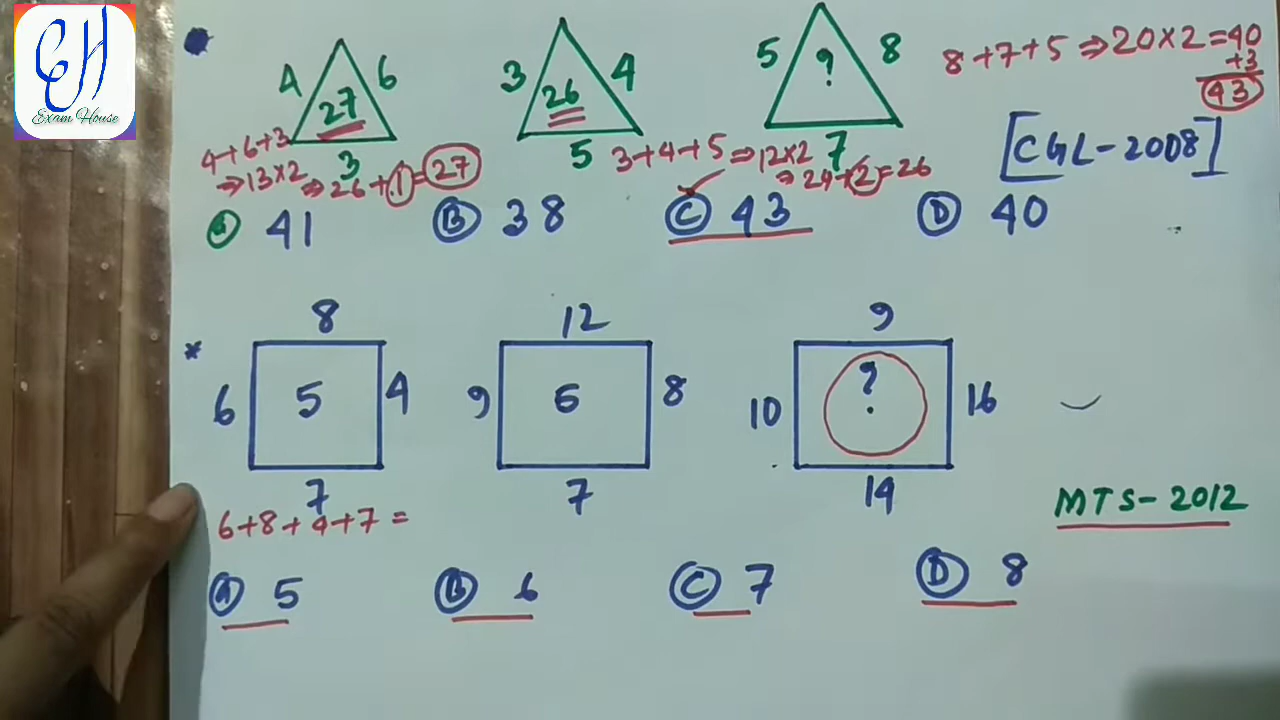 GH
Exam House
4 27 6 3
3 26 4 5
5 ? 8 7
8+7+5 ⇒ 20×2=40
+3
43
4+6+3
⇒ 13×2 ⇒ 26+1=27
3+4+5 ⇒ 12×2
⇒ 24+2=26
[CGL-2008]
(A) 41 (B) 38 (C) 43 (D) 40
* 8 12 9
6 5 4 9 6 8 10 ? 16
7 7 14
6+8+4+7=
MTS-2012
(A) 5 (B) 6 (C) 7 (D) 8